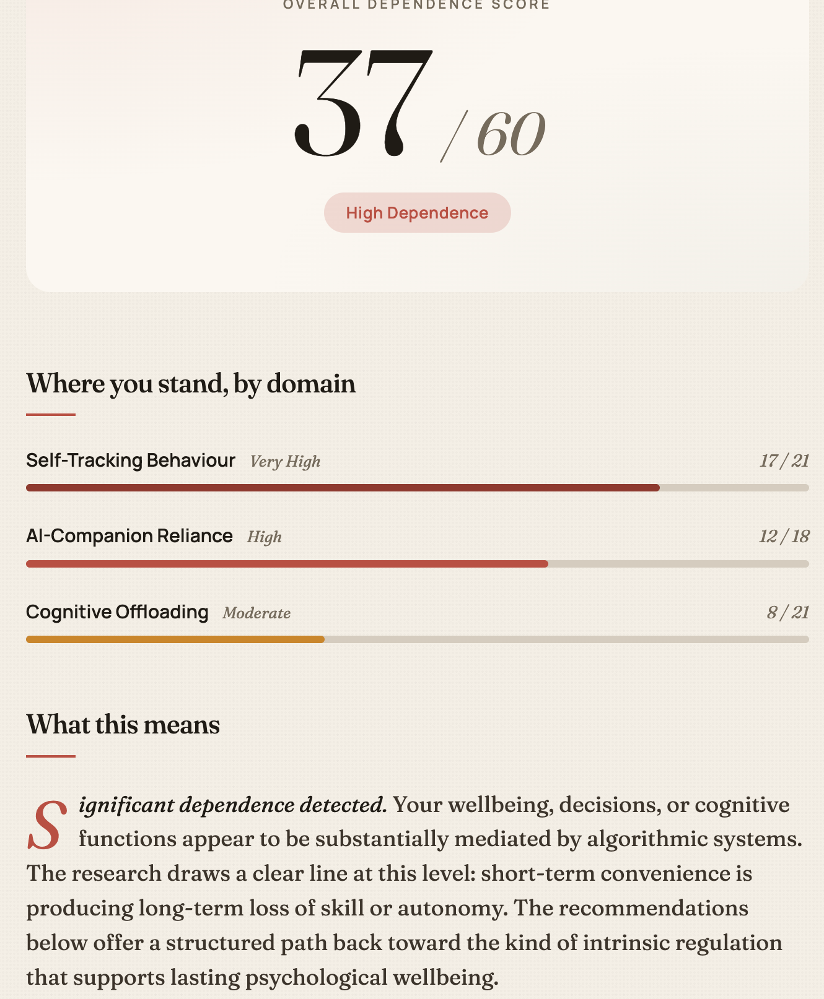 OVERALL DEPENDENCE SCORE
37 / 60
High Dependence
Where you stand, by domain
Self-Tracking Behaviour Very High 17 / 21
AI-Companion Reliance High 12 / 18
Cognitive Offloading Moderate 8 / 21
What this means
Significant dependence detected. Your wellbeing, decisions, or cognitive
functions appear to be substantially mediated by algorithmic systems.
The research draws a clear line at this level: short-term convenience is
producing long-term loss of skill or autonomy. The recommendations
below offer a structured path back toward the kind of intrinsic regulation
that supports lasting psychological wellbeing.